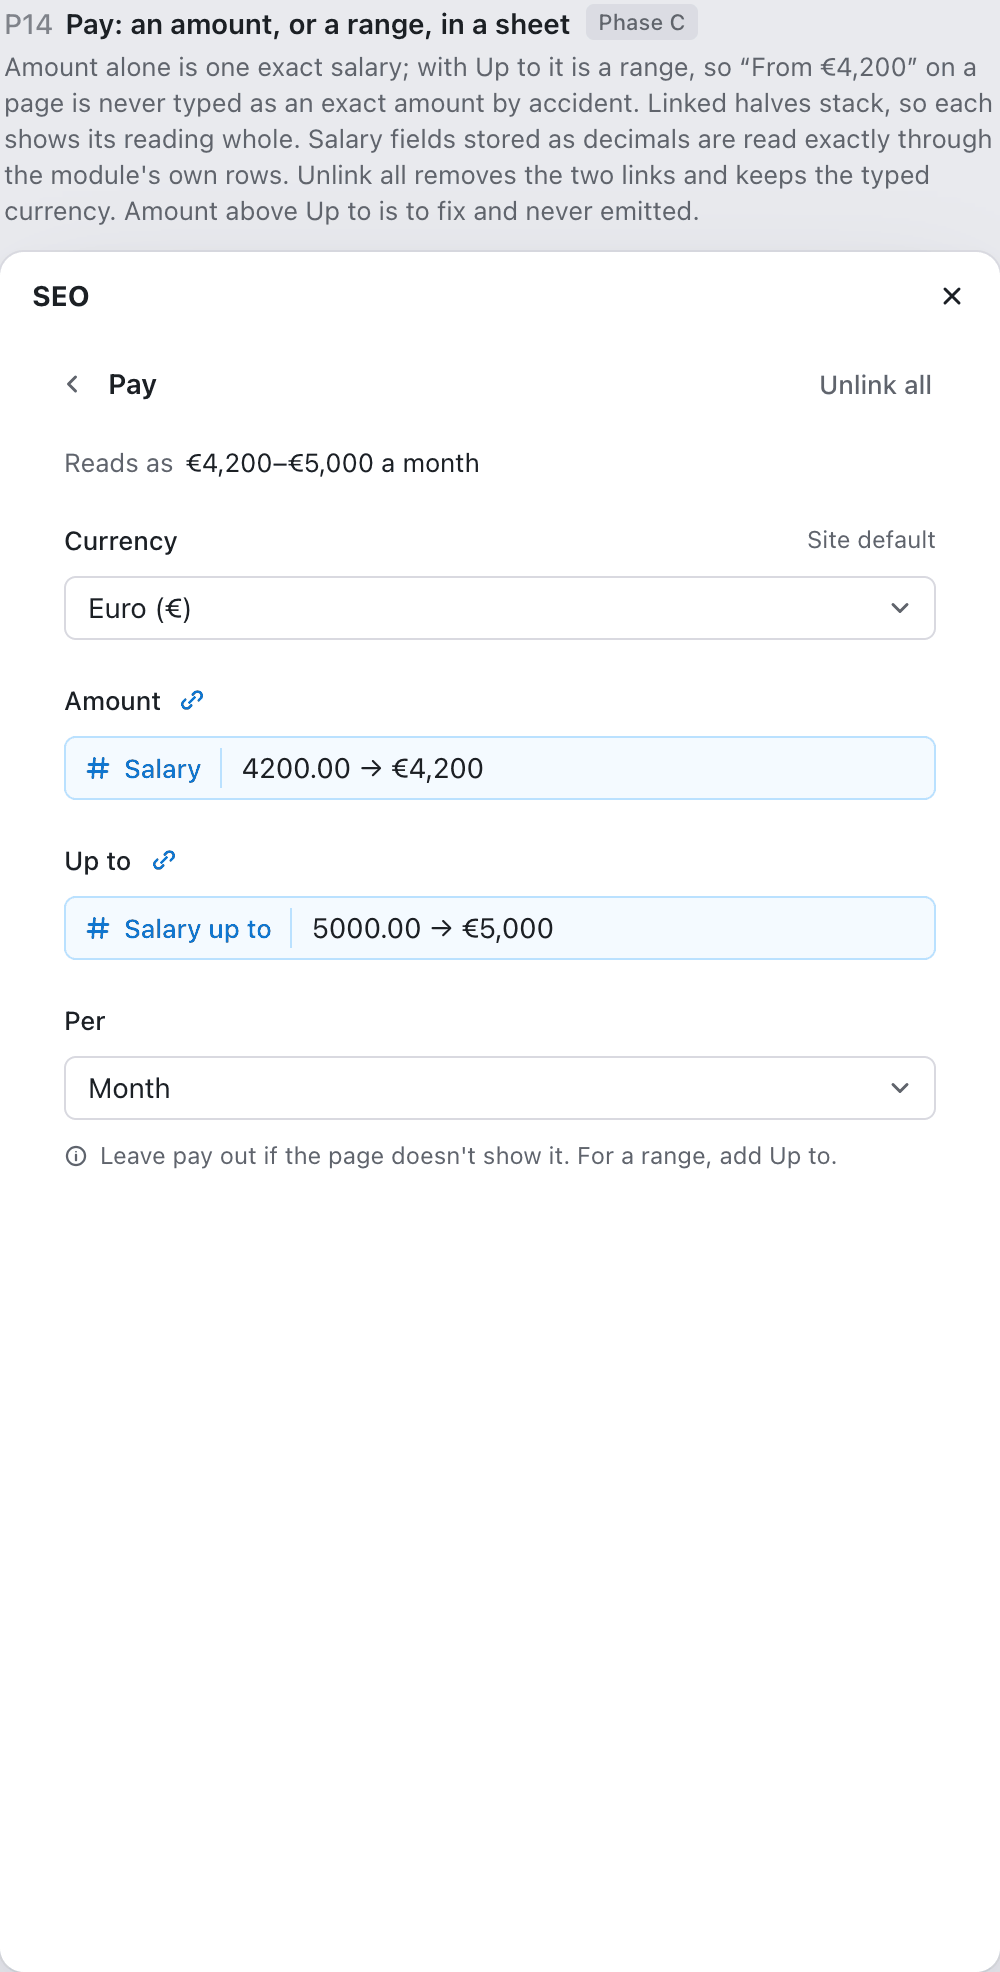 P14 Pay: an amount, or a range, in a sheet Phase C
Amount alone is one exact salary; with Up to it is a range, so “From €4,200” on a
page is never typed as an exact amount by accident. Linked halves stack, so each
shows its reading whole. Salary fields stored as decimals are read exactly through
the module's own rows. Unlink all removes the two links and keeps the typed
currency. Amount above Up to is to fix and never emitted.
SEO
Pay Unlink all
Reads as €4,200–€5,000 a month
Currency Site default
Euro (€)
Amount
# Salary 4200.00 → €4,200
Up to
# Salary up to 5000.00 → €5,000
Per
Month
Leave pay out if the page doesn't show it. For a range, add Up to.